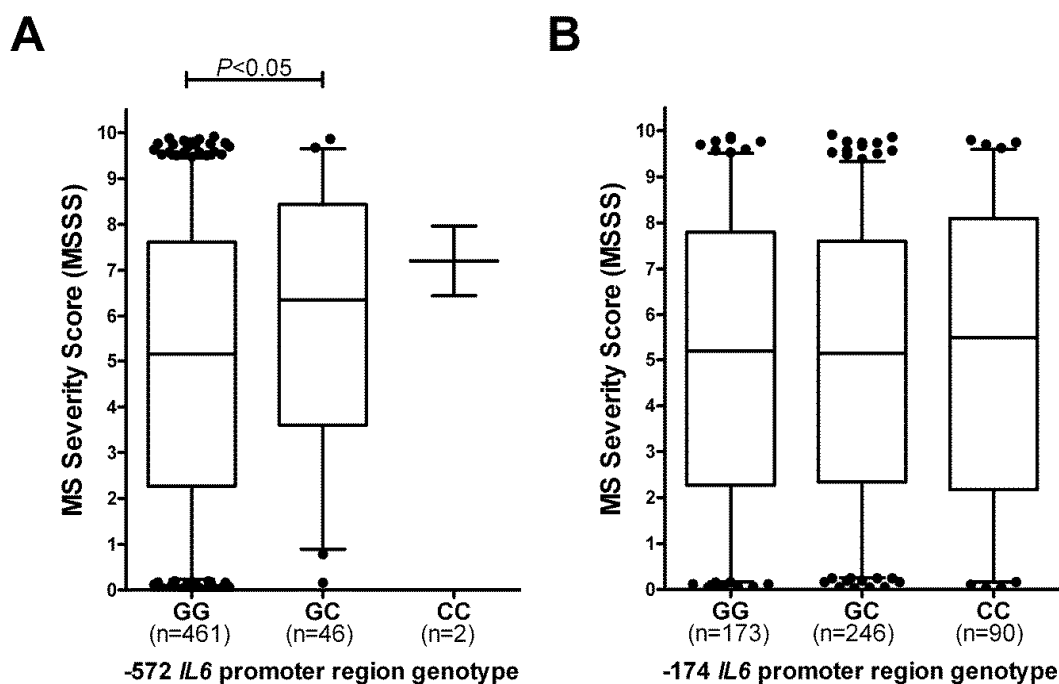 A
P<0.05
MS Severity Score (MSSS)
10
9
8
7
6
5
4
3
2
1
0
GG GC CC
(n=461) (n=46) (n=2)
-572 IL6 promoter region genotype
B
MS Severity Score (MSSS)
10
9
8
7
6
5
4
3
2
1
0
GG GC CC
(n=173) (n=246) (n=90)
-174 IL6 promoter region genotype